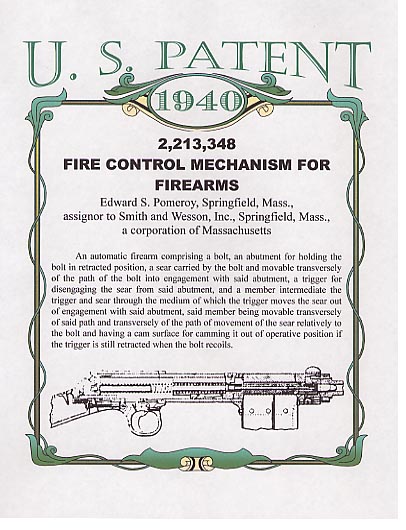 U. S. PATENT
1940
2,213,348
FIRE CONTROL MECHANISM FOR
FIREARMS
Edward S. Pomeroy, Springfield, Mass.,
assignor to Smith and Wesson, Inc., Springfield, Mass.,
a corporation of Massachusetts
An automatic firearm comprising a bolt, an abutment for holding the
bolt in retracted position, a sear carried by the bolt and movable transversely
of the path of the bolt into engagement with said abutment, a trigger for
disengaging the sear from said abutment, and a member intermediate the
trigger and sear through the medium of which the trigger moves the sear out
of engagement with said abutment, said member being movable transversely
of said path and transversely of the path of movement of the sear relatively to
the bolt and having a cam surface for camming it out of operative position if
the trigger is still retracted when the bolt recoils.